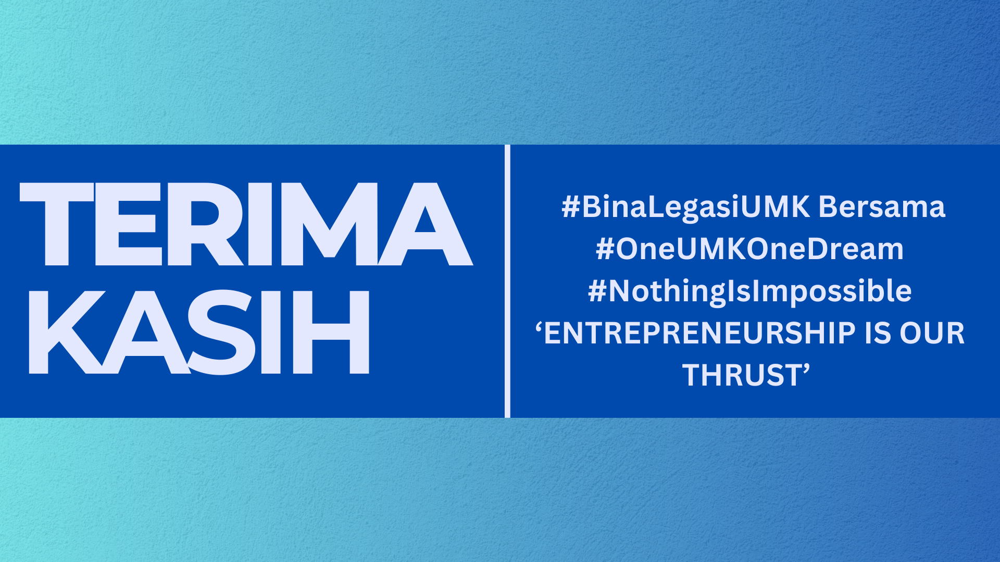 TERIMA
KASIH
#BinaLegasiUMK Bersama
#OneUMKOneDream
#NothingIsImpossible
‘ENTREPRENEURSHIP IS OUR
THRUST’